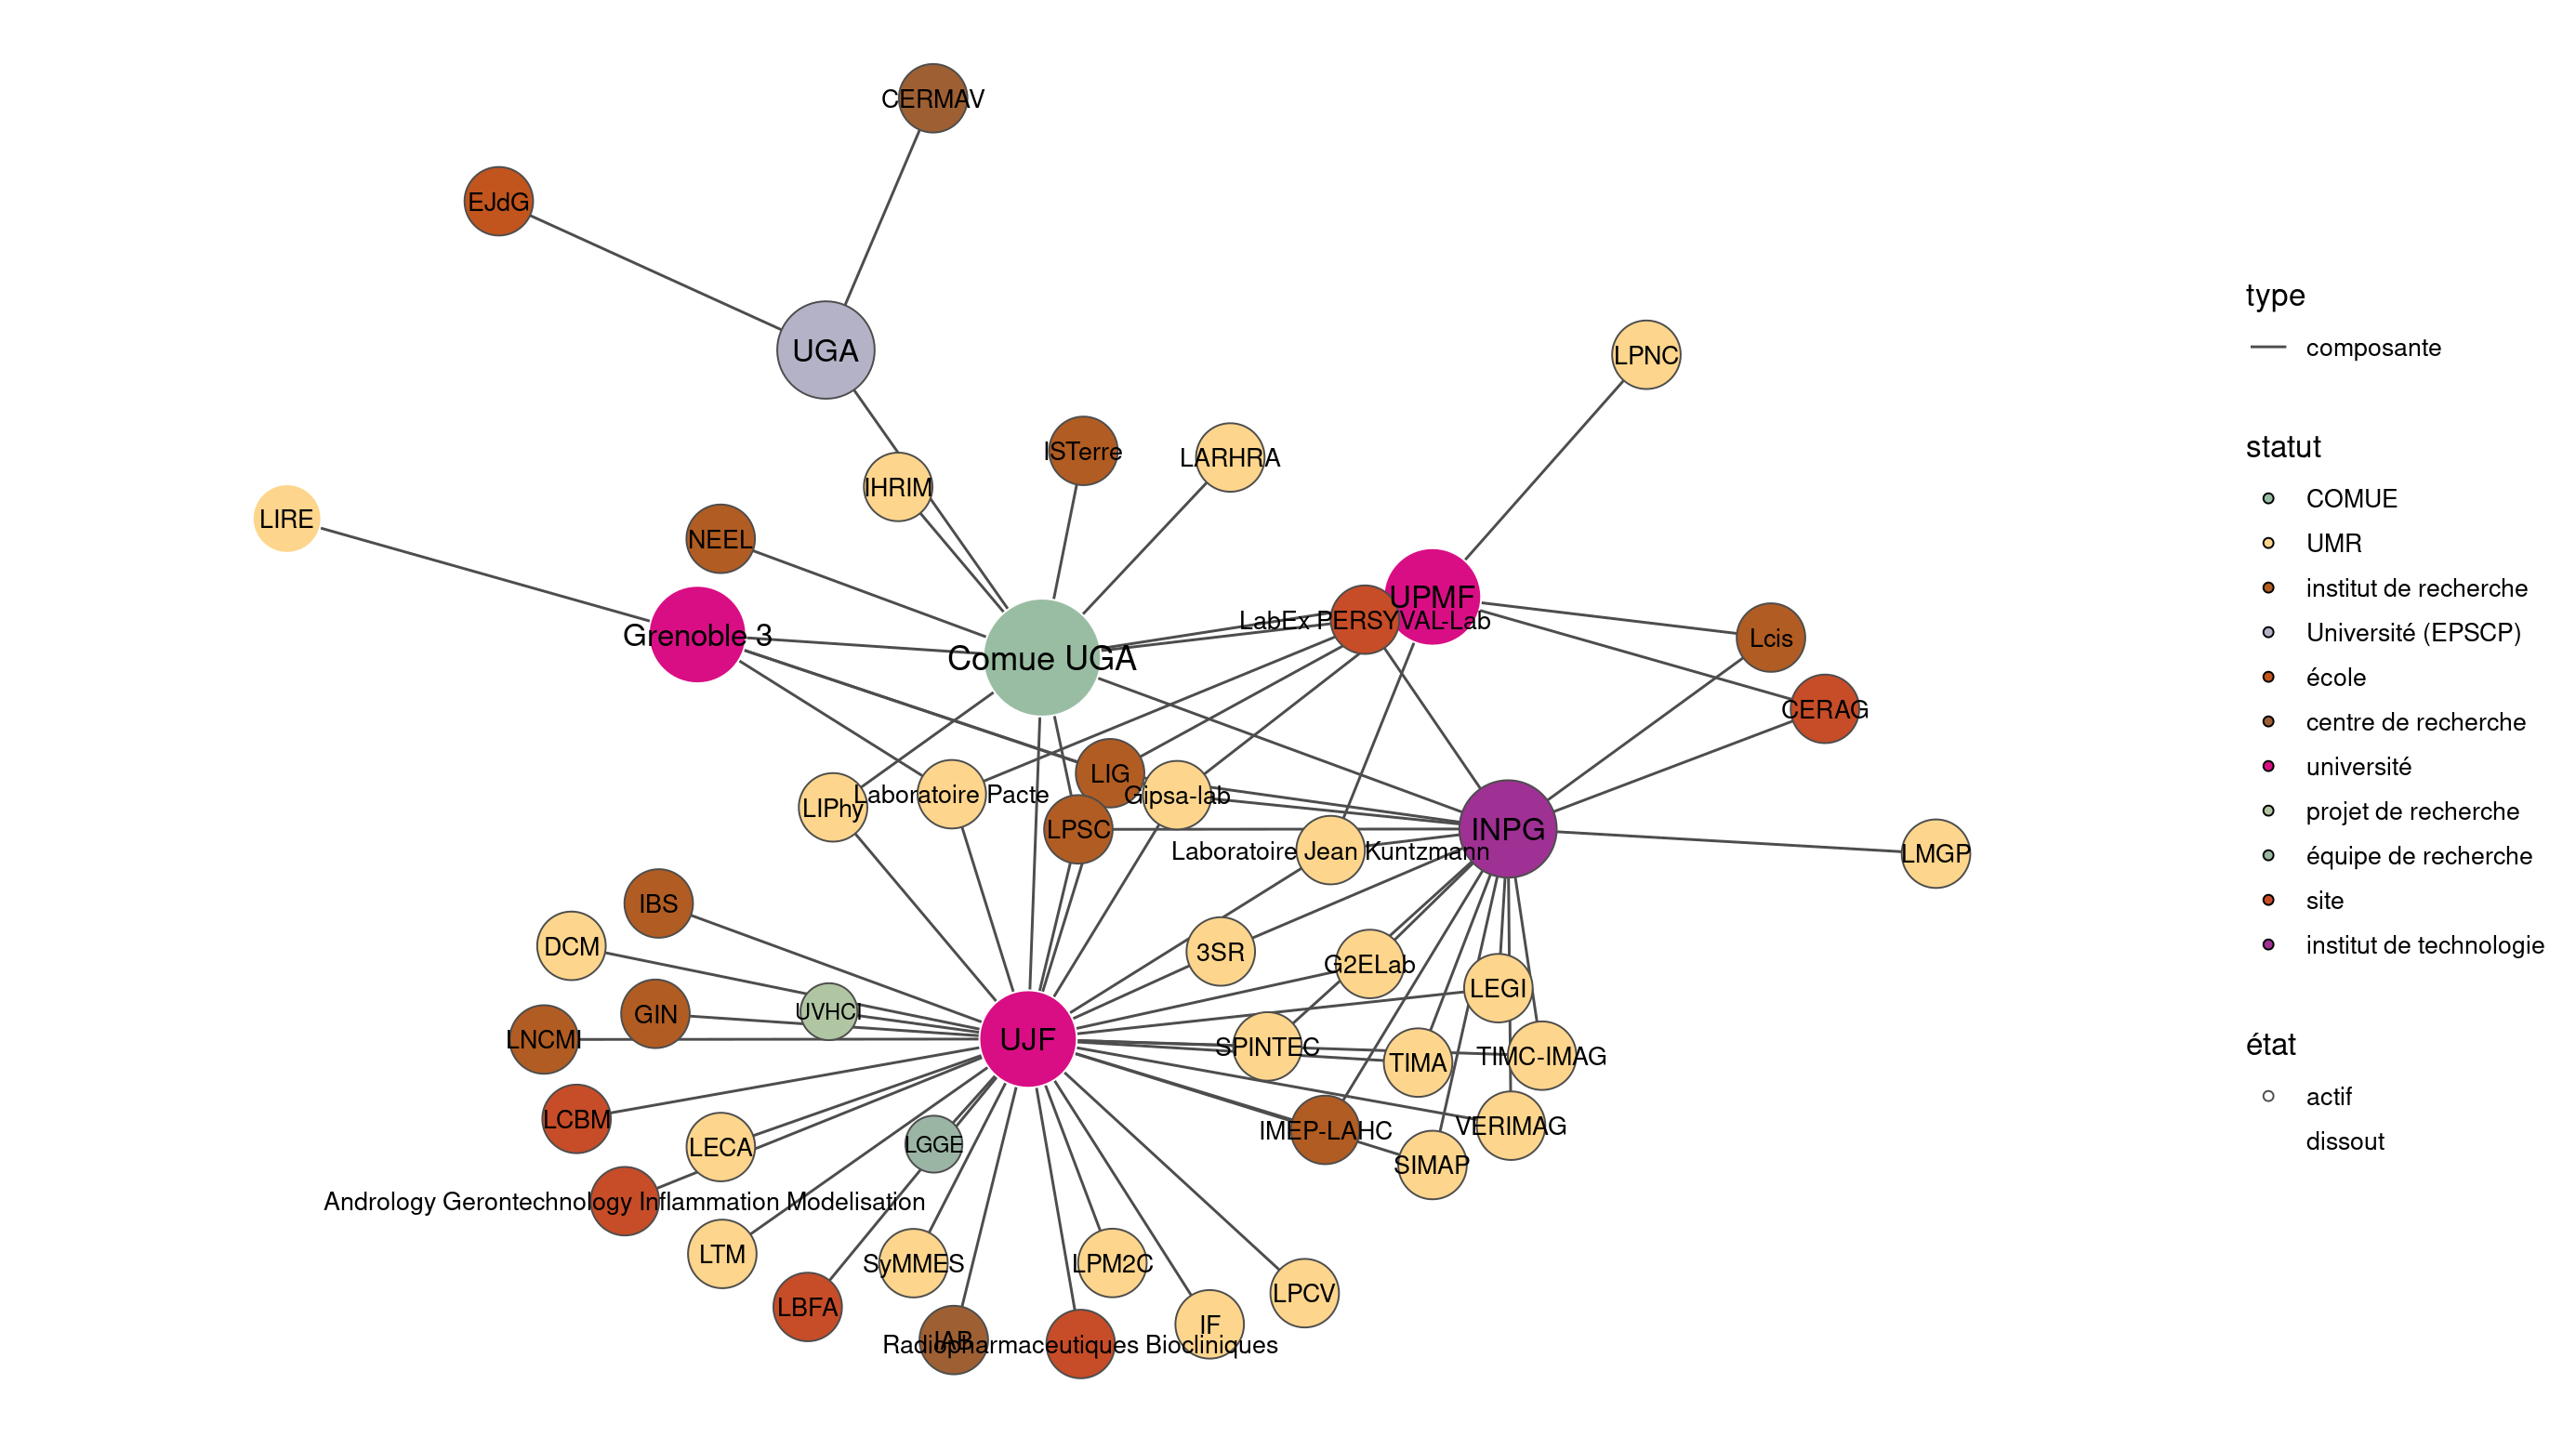 CERMAV
EJdG
UGA
LPNC
ISTerre
LARHRA
IHRIM
LIRE
NEEL
UPMF
LabEx PERSYVAL-Lab
Grenoble 3
Lcis
Comue UGA
CERAG
LIG
Laboratoire Pacte
Gipsa-lab
LIPhy
LPSC
INPG
Laboratoire Jean Kuntzmann
LMGP
IBS
DCM
3SR
G2ELab
LEGI
UVHCI
GIN
LNCMI
UJF
SPINTEC
TIMA
TIMC-IMAG
LCBM
VERIMAG
IMEP-LAHC
LECA
LGGE
SIMAP
Andrology Gerontechnology Inflammation Modelisation
LTM
SyMMES
LPM2C
LPCV
LBFA
IF
IAB
Radiopharmaceutiques Biocliniques
type
composante
statut
COMUE
UMR
institut de recherche
Université (EPSCP)
école
centre de recherche
université
projet de recherche
équipe de recherche
site
institut de technologie
état
actif
dissout